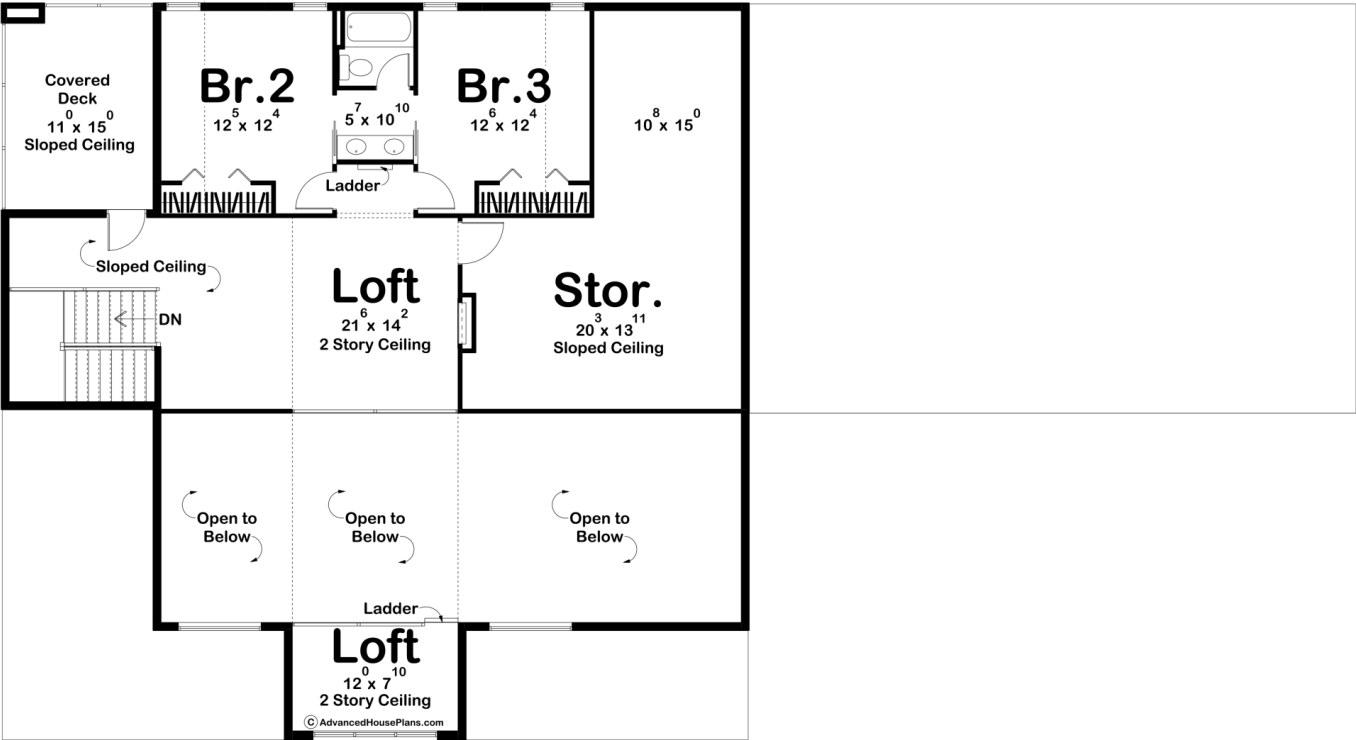 Covered
Deck
11⁰ x 15⁰
Sloped Ceiling
Br.2
12⁵ x 12⁴
5⁷ x 10¹⁰
Br.3
12⁶ x 12⁴
10⁸ x 15⁰
Ladder
Sloped Ceiling
DN
Loft
21⁶ x 14²
2 Story Ceiling
Stor.
20³ x 13¹¹
Sloped Ceiling
Open to
Below
Open to
Below
Open to
Below
Ladder
Loft
12⁰ x 7¹⁰
2 Story Ceiling
© AdvancedHousePlans.com